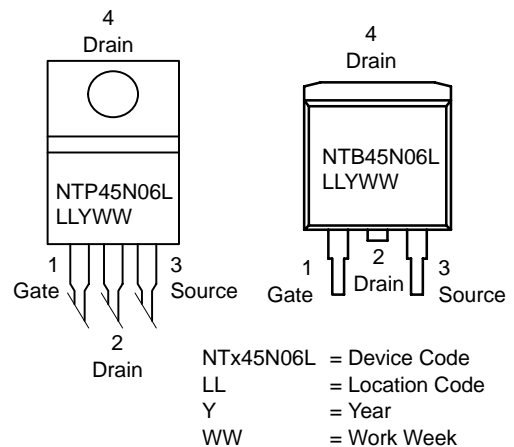 4
Drain
NTP45N06L
LLYWW
1
Gate
3
Source
2
Drain
4
Drain
NTB45N06L
LLYWW
1
Gate
2
Drain
3
Source
NTx45N06L = Device Code
LL = Location Code
Y = Year
WW = Work Week